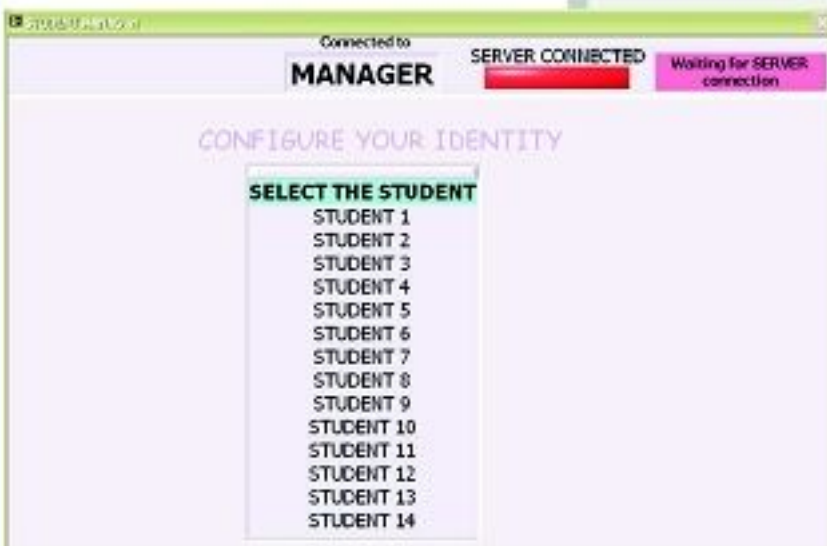 Connected to
MANAGER
SERVER CONNECTED
Waiting for SERVER
connection
CONFIGURE YOUR IDENTITY
SELECT THE STUDENT
STUDENT 1
STUDENT 2
STUDENT 3
STUDENT 4
STUDENT 5
STUDENT 6
STUDENT 7
STUDENT 8
STUDENT 9
STUDENT 10
STUDENT 11
STUDENT 12
STUDENT 13
STUDENT 14